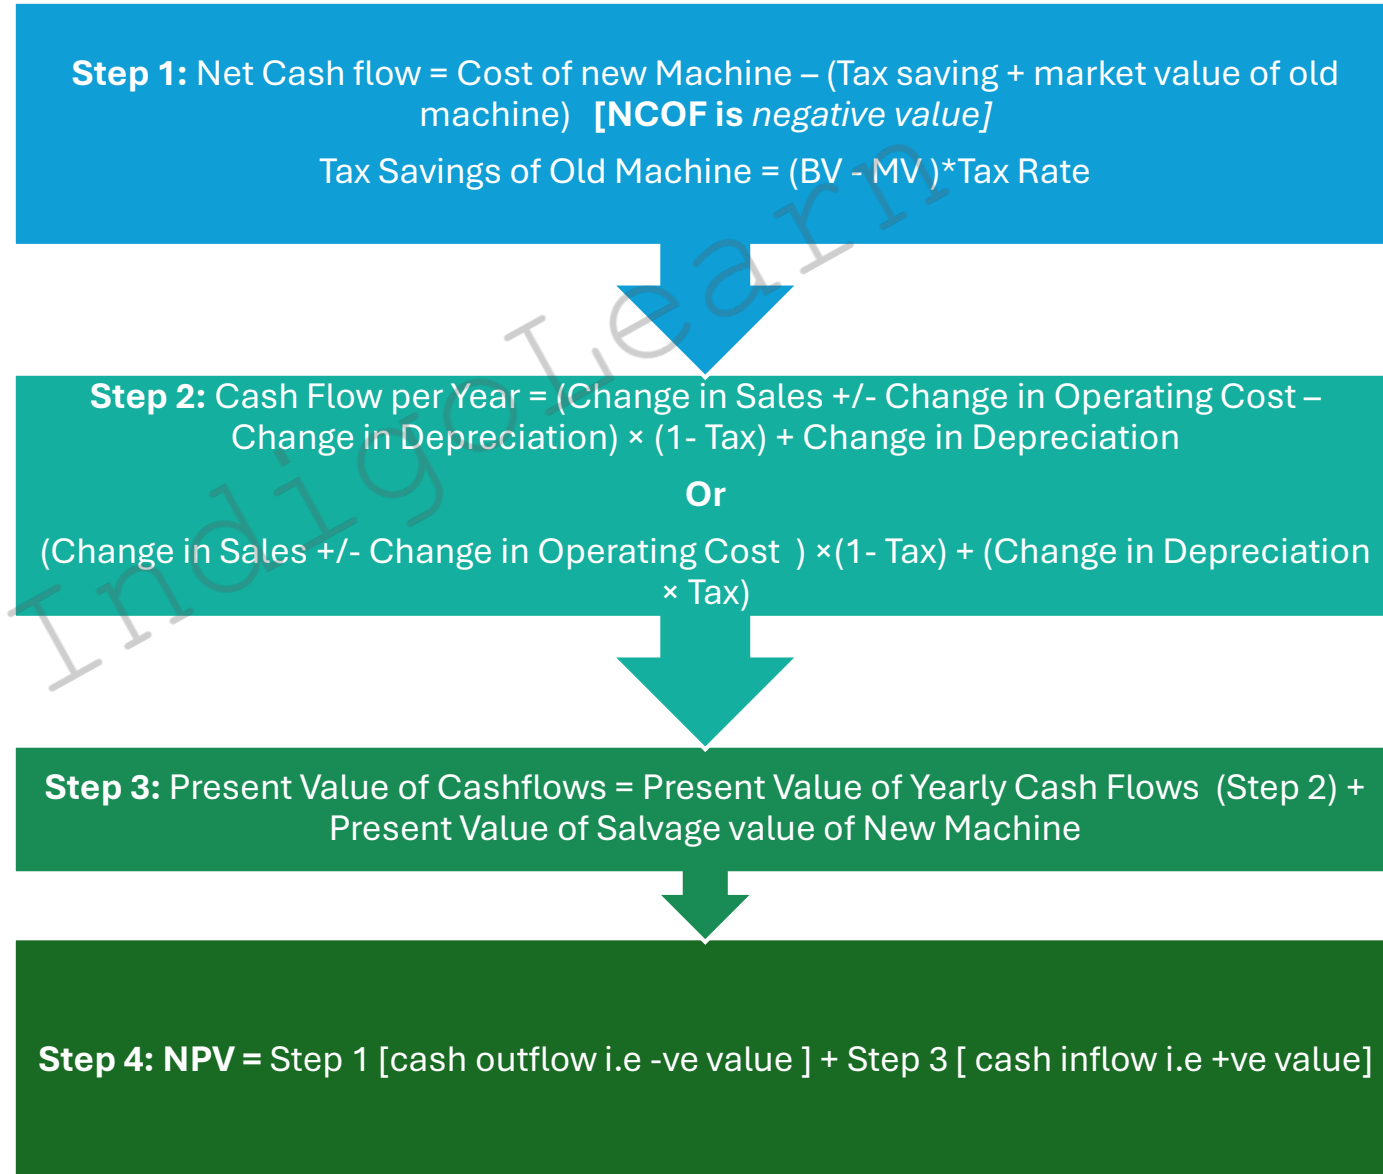 Step 1: Net Cash flow = Cost of new Machine – (Tax saving + market value of old
machine) [NCOF is negative value]
Tax Savings of Old Machine = (BV - MV )*Tax Rate
Step 2: Cash Flow per Year = (Change in Sales +/- Change in Operating Cost –
Change in Depreciation) × (1- Tax) + Change in Depreciation
Or
(Change in Sales +/- Change in Operating Cost ) ×(1- Tax) + (Change in Depreciation
× Tax)
Step 3: Present Value of Cashflows = Present Value of Yearly Cash Flows (Step 2) +
Present Value of Salvage value of New Machine
Step 4: NPV = Step 1 [cash outflow i.e -ve value ] + Step 3 [ cash inflow i.e +ve value]
IndigoLearn